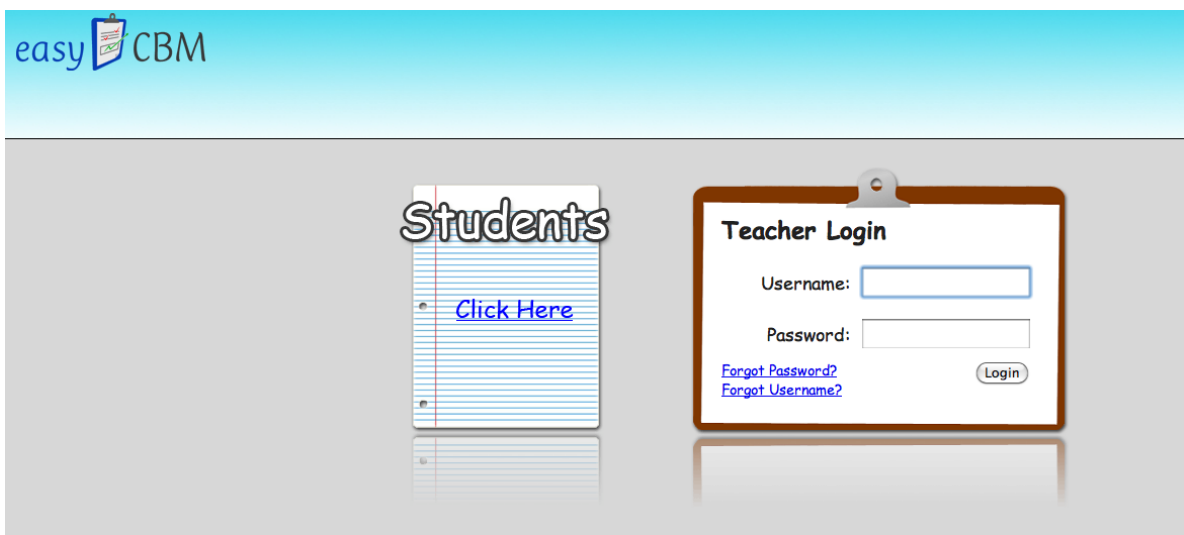 easy CBM
Students
Click Here
Teacher Login
Username:
Password:
Forgot Password?
Login
Forgot Username?